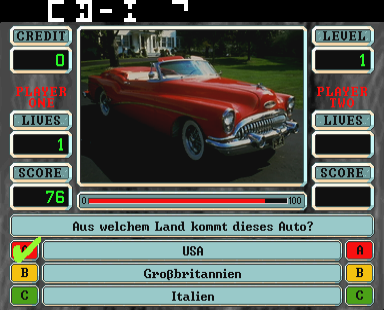 CREDIT
0
PLAYER
ONE
LIVES
1
SCORE
76
LEVEL
1
PLAYER
TWO
LIVES
SCORE
0 100
Aus welchem Land kommt dieses Auto?
USA A
B Großbritannien B
C Italien C